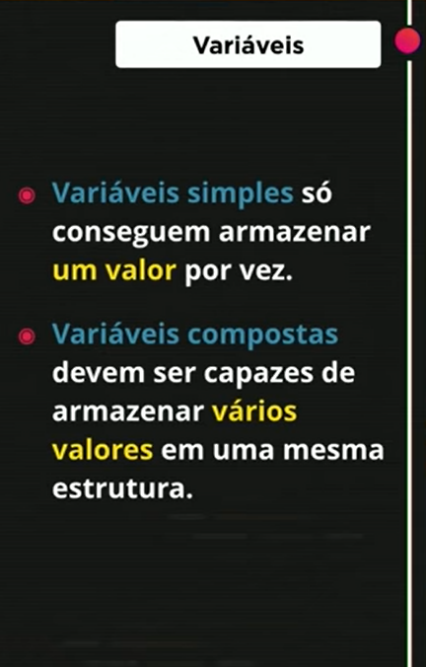 Variáveis
Variáveis simples só
conseguem armazenar
um valor por vez.
Variáveis compostas
devem ser capazes de
armazenar vários
valores em uma mesma
estrutura.